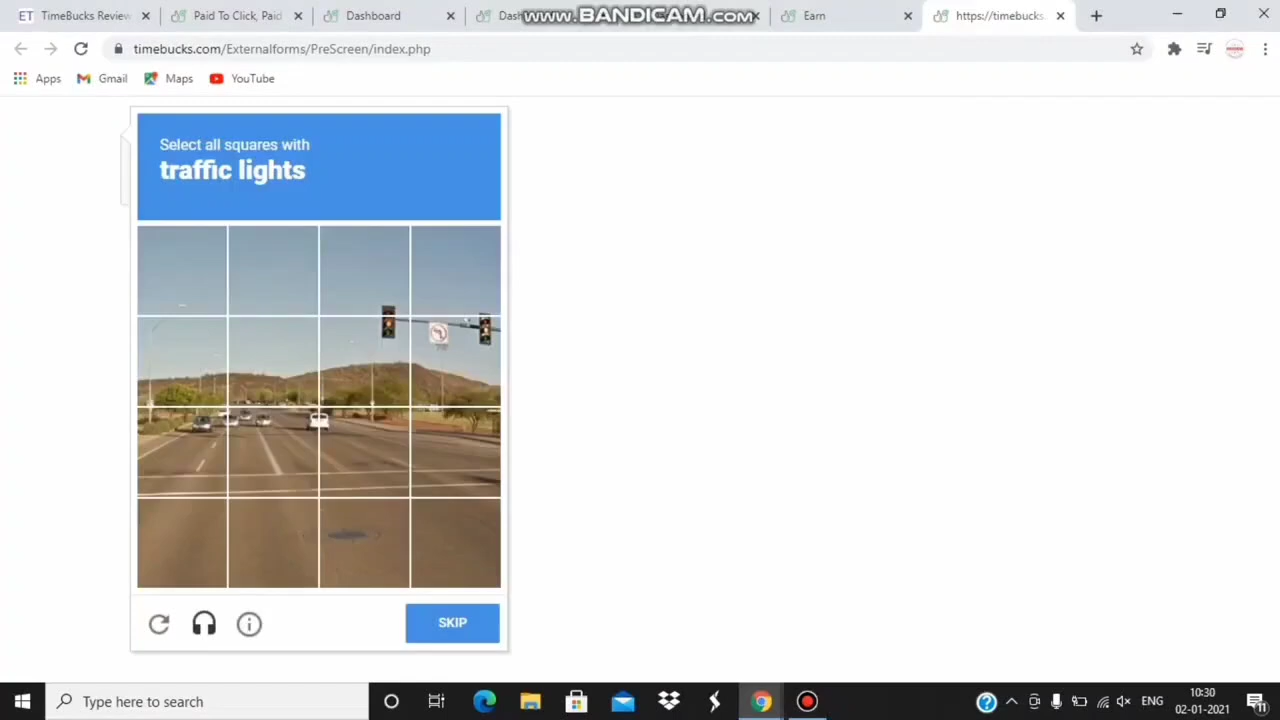 TimeBucks Review
Paid To Click, Paid
Dashboard
Das
www.BANDICAM.com
Earn
https://timebucks.
timebucks.com/Externalforms/PreScreen/index.php
Apps
Gmail
Maps
YouTube
Select all squares with
traffic lights
SKIP
Type here to search
ENG
10:30
02-01-2021
11